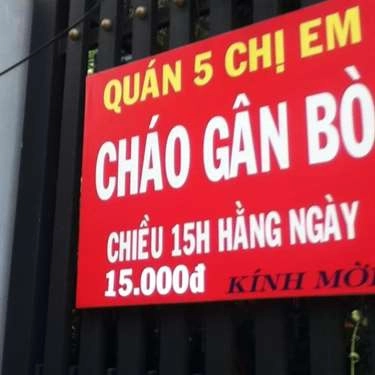 QUÁN 5 CHỊ EM
CHÁO GÂN BÒ
CHIỀU 15H HẰNG NGÀY
15.000đ KÍNH MỜI